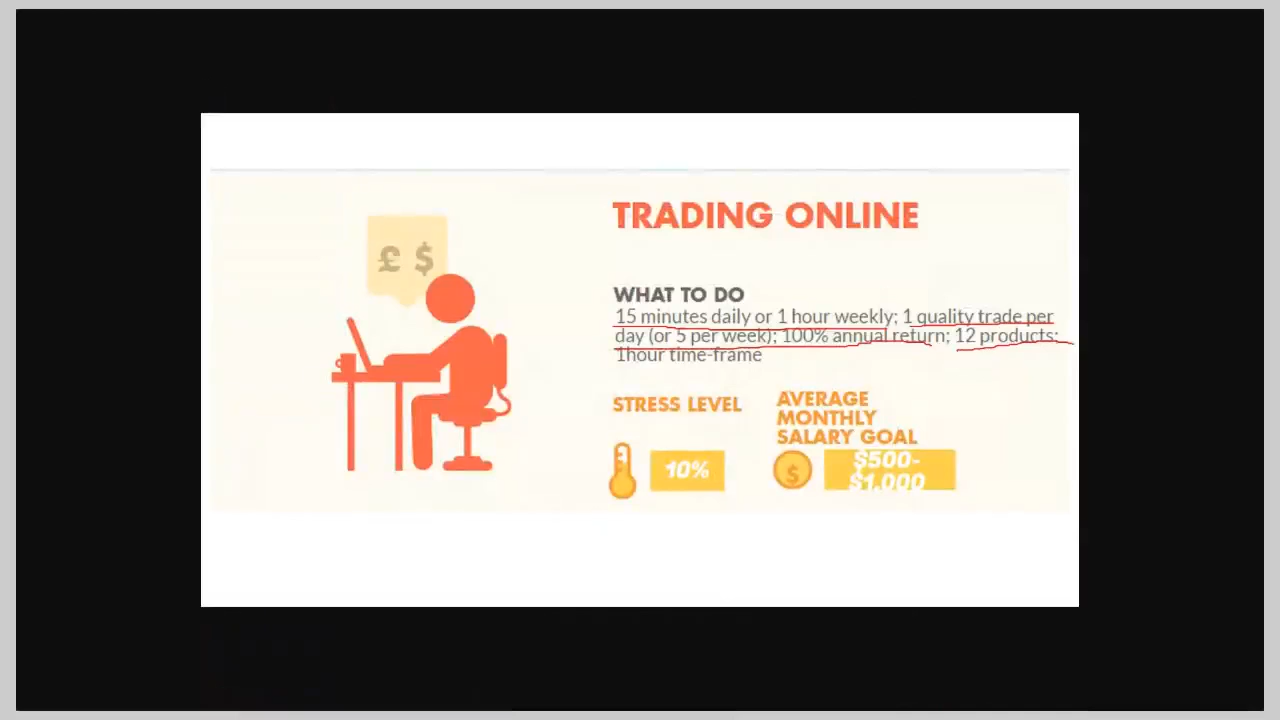 £ $
TRADING ONLINE
WHAT TO DO
15 minutes daily or 1 hour weekly; 1 quality trade per
day (or 5 per week); 100% annual return; 12 products;
1hour time-frame
STRESS LEVEL
10%
AVERAGE
MONTHLY
SALARY GOAL
$
$500-
$1,000